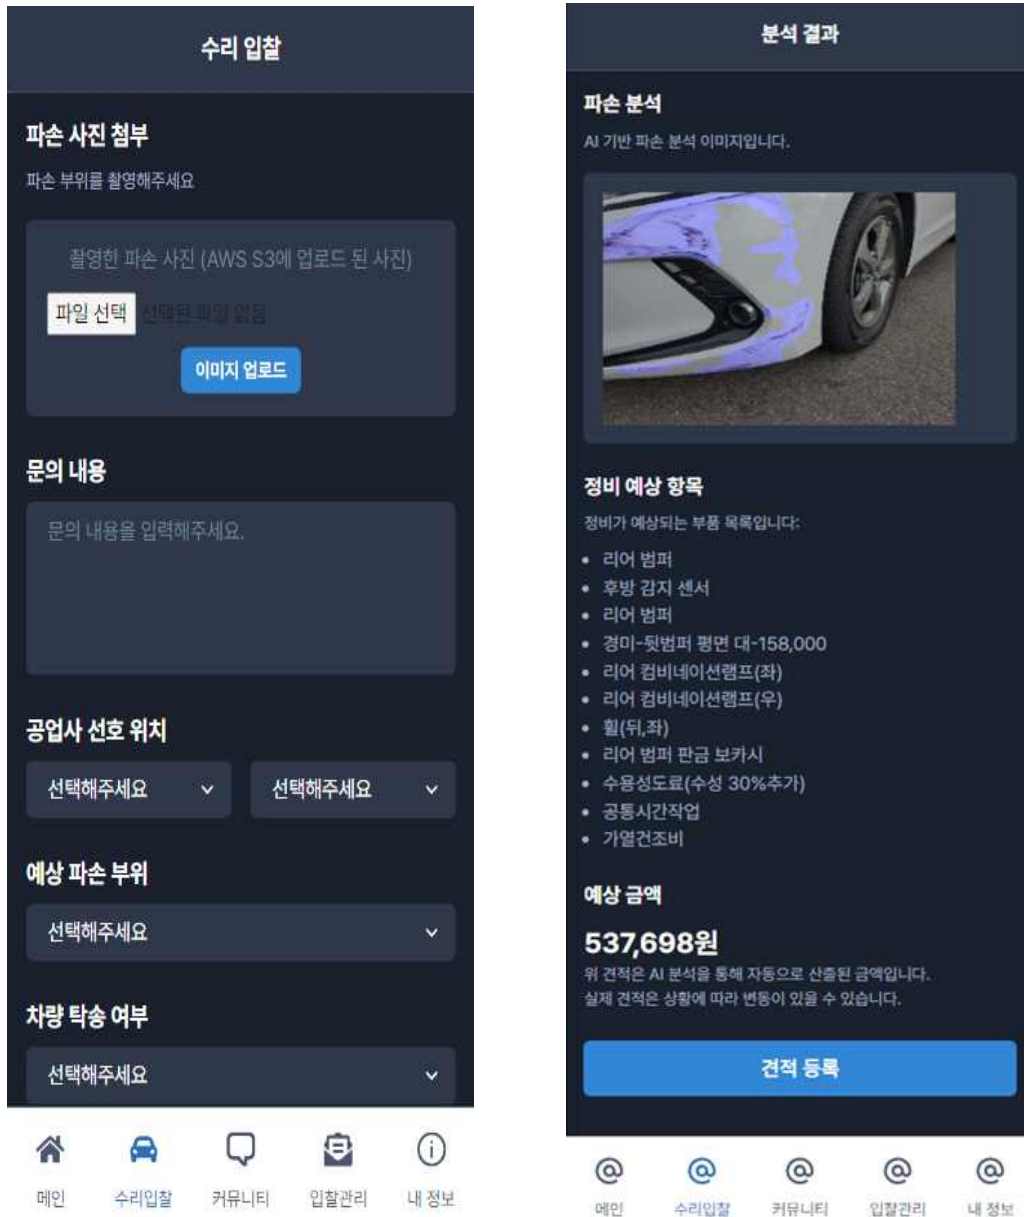 수리 입찰
파손 사진 첨부
파손 부위를 촬영해주세요
촬영한 파손 사진 (AWS S3에 업로드 된 사진)
파일 선택 선택된 파일 없음
이미지 업로드
문의 내용
문의 내용을 입력해주세요.
공업사 선호 위치
선택해주세요 선택해주세요
예상 파손 부위
선택해주세요
차량 탁송 여부
선택해주세요
메인 수리입찰 커뮤니티 입찰관리 내 정보
분석 결과
파손 분석
AI 기반 파손 분석 이미지입니다.
정비 예상 항목
정비가 예상되는 부품 목록입니다:
리어 범퍼
후방 감지 센서
리어 범퍼
경미-뒷범퍼 평면 대-158,000
리어 컴비네이션램프(좌)
리어 컴비네이션램프(우)
휠(뒤,좌)
리어 범퍼 판금 보카시
수용성도료(수성 30%추가)
공통시간작업
가열건조비
예상 금액
537,698원
위 견적은 AI 분석을 통해 자동으로 산출된 금액입니다.
실제 견적은 상황에 따라 변동이 있을 수 있습니다.
견적 등록
메인 수리입찰 커뮤니티 입찰관리 내 정보